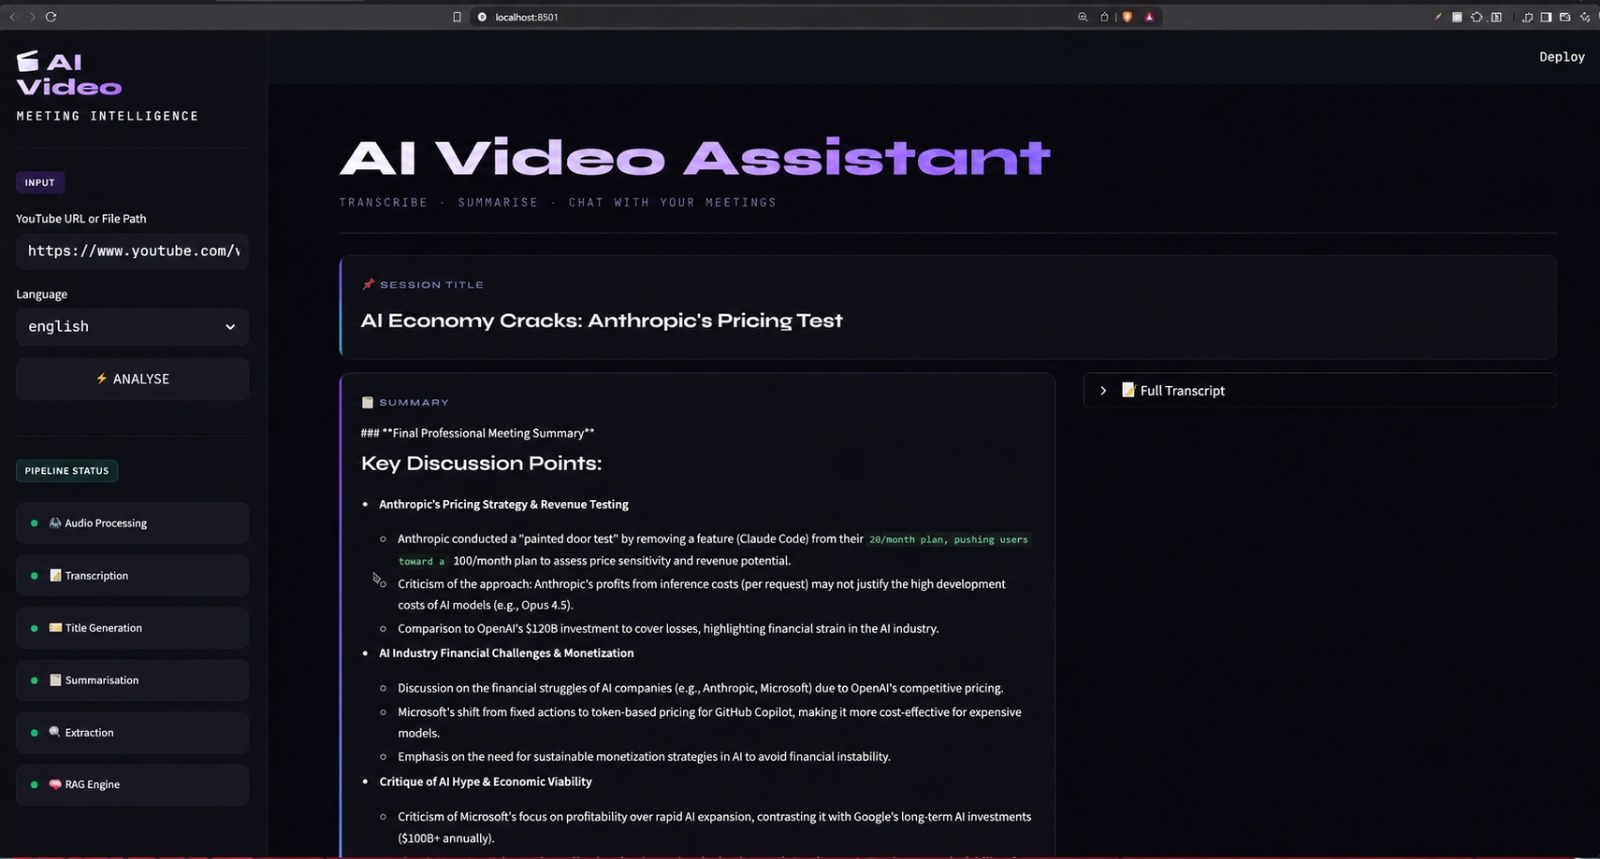 localhost:8501
Deploy
AI
Video
MEETING INTELLIGENCE
INPUT
YouTube URL or File Path
https://www.youtube.com/
Language
english
⚡ ANALYSE
PIPELINE STATUS
Audio Processing
Transcription
Title Generation
Summarisation
Extraction
RAG Engine
AI Video Assistant
TRANSCRIBE · SUMMARISE · CHAT WITH YOUR MEETINGS
SESSION TITLE
AI Economy Cracks: Anthropic's Pricing Test
SUMMARY
### **Final Professional Meeting Summary**
Key Discussion Points:
• Anthropic's Pricing Strategy & Revenue Testing
○ Anthropic conducted a "painted door test" by removing a feature (Claude Code) from their 20/month plan, pushing users
toward a 100/month plan to assess price sensitivity and revenue potential.
○ Criticism of the approach: Anthropic's profits from inference costs (per request) may not justify the high development
costs of AI models (e.g., Opus 4.5).
○ Comparison to OpenAI's $120B investment to cover losses, highlighting financial strain in the AI industry.
• AI Industry Financial Challenges & Monetization
○ Discussion on the financial struggles of AI companies (e.g., Anthropic, Microsoft) due to OpenAI's competitive pricing.
○ Microsoft's shift from fixed actions to token-based pricing for GitHub Copilot, making it more cost-effective for expensive
models.
○ Emphasis on the need for sustainable monetization strategies in AI to avoid financial instability.
• Critique of AI Hype & Economic Viability
○ Criticism of Microsoft's focus on profitability over rapid AI expansion, contrasting it with Google's long-term AI investments
($100B+ annually).
Full Transcript